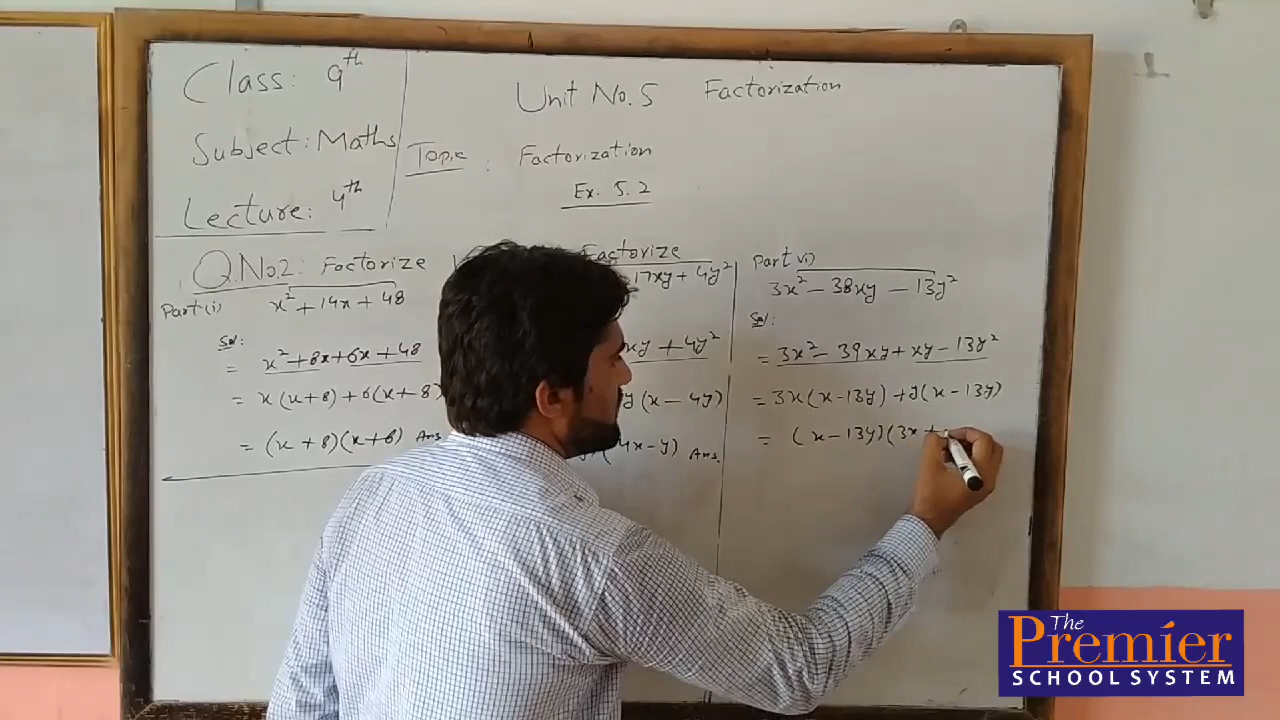 Class: 9th
Subject: Maths
Lecture: 4th
Unit No. 5 Factorization
Topic : Factorization
Ex. 5.2
Q.No.2: Factorize
Part(i) x² + 14x + 48
Sol:
= x² + 8x + 6x + 48
= x(x+8) + 6(x+8)
= (x+8)(x+6) Ans
Factorize
17xy + 4y²
xy + 4y²
y(x - 4y)
(4x - y) Ans.
Part vi)
3x² - 38xy - 13y²
Sol:
= 3x² - 39xy + xy - 13y²
= 3x(x - 13y) + y(x - 13y)
= (x - 13y)(3x +
The
Premier
SCHOOL SYSTEM